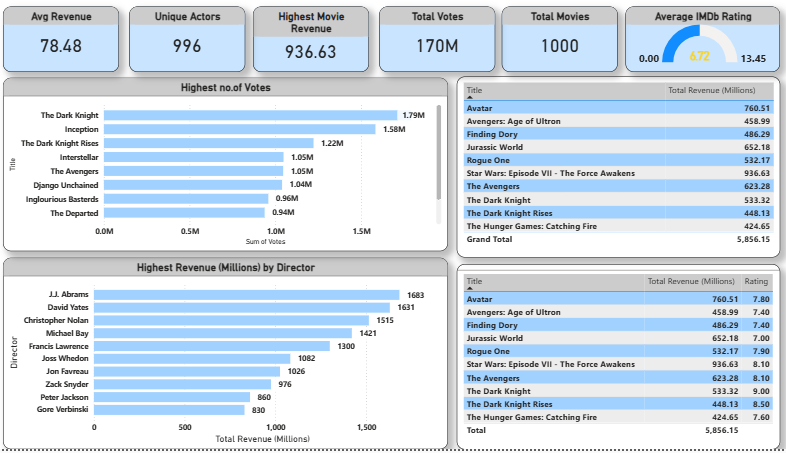 Avg Revenue
78.48
Unique Actors
996
Highest Movie
Revenue
936.63
Total Votes
170M
Total Movies
1000
Average IMDb Rating
0.00 6.72 13.45
Highest no.of Votes
Title
The Dark Knight 1.79M
Inception 1.58M
The Dark Knight Rises 1.22M
Interstellar 1.05M
The Avengers 1.05M
Django Unchained 1.04M
Inglourious Basterds 0.96M
The Departed 0.94M
0.0M 0.5M 1.0M 1.5M
Sum of Votes
Title Total Revenue (Millions)
Avatar 760.51
Avengers: Age of Ultron 458.99
Finding Dory 486.29
Jurassic World 652.18
Rogue One 532.17
Star Wars: Episode VII - The Force Awakens 936.63
The Avengers 623.28
The Dark Knight 533.32
The Dark Knight Rises 448.13
The Hunger Games: Catching Fire 424.65
Grand Total 5,856.15
Highest Revenue (Millions) by Director
Director
J.J. Abrams 1683
David Yates 1631
Christopher Nolan 1515
Michael Bay 1421
Francis Lawrence 1300
Joss Whedon 1082
Jon Favreau 1026
Zack Snyder 976
Peter Jackson 860
Gore Verbinski 830
0 500 1,000 1,500
Total Revenue (Millions)
Title Total Revenue (Millions) Rating
Avatar 760.51 7.80
Avengers: Age of Ultron 458.99 7.40
Finding Dory 486.29 7.40
Jurassic World 652.18 7.00
Rogue One 532.17 7.90
Star Wars: Episode VII - The Force Awakens 936.63 8.10
The Avengers 623.28 8.10
The Dark Knight 533.32 9.00
The Dark Knight Rises 448.13 8.50
The Hunger Games: Catching Fire 424.65 7.60
Total 5,856.15